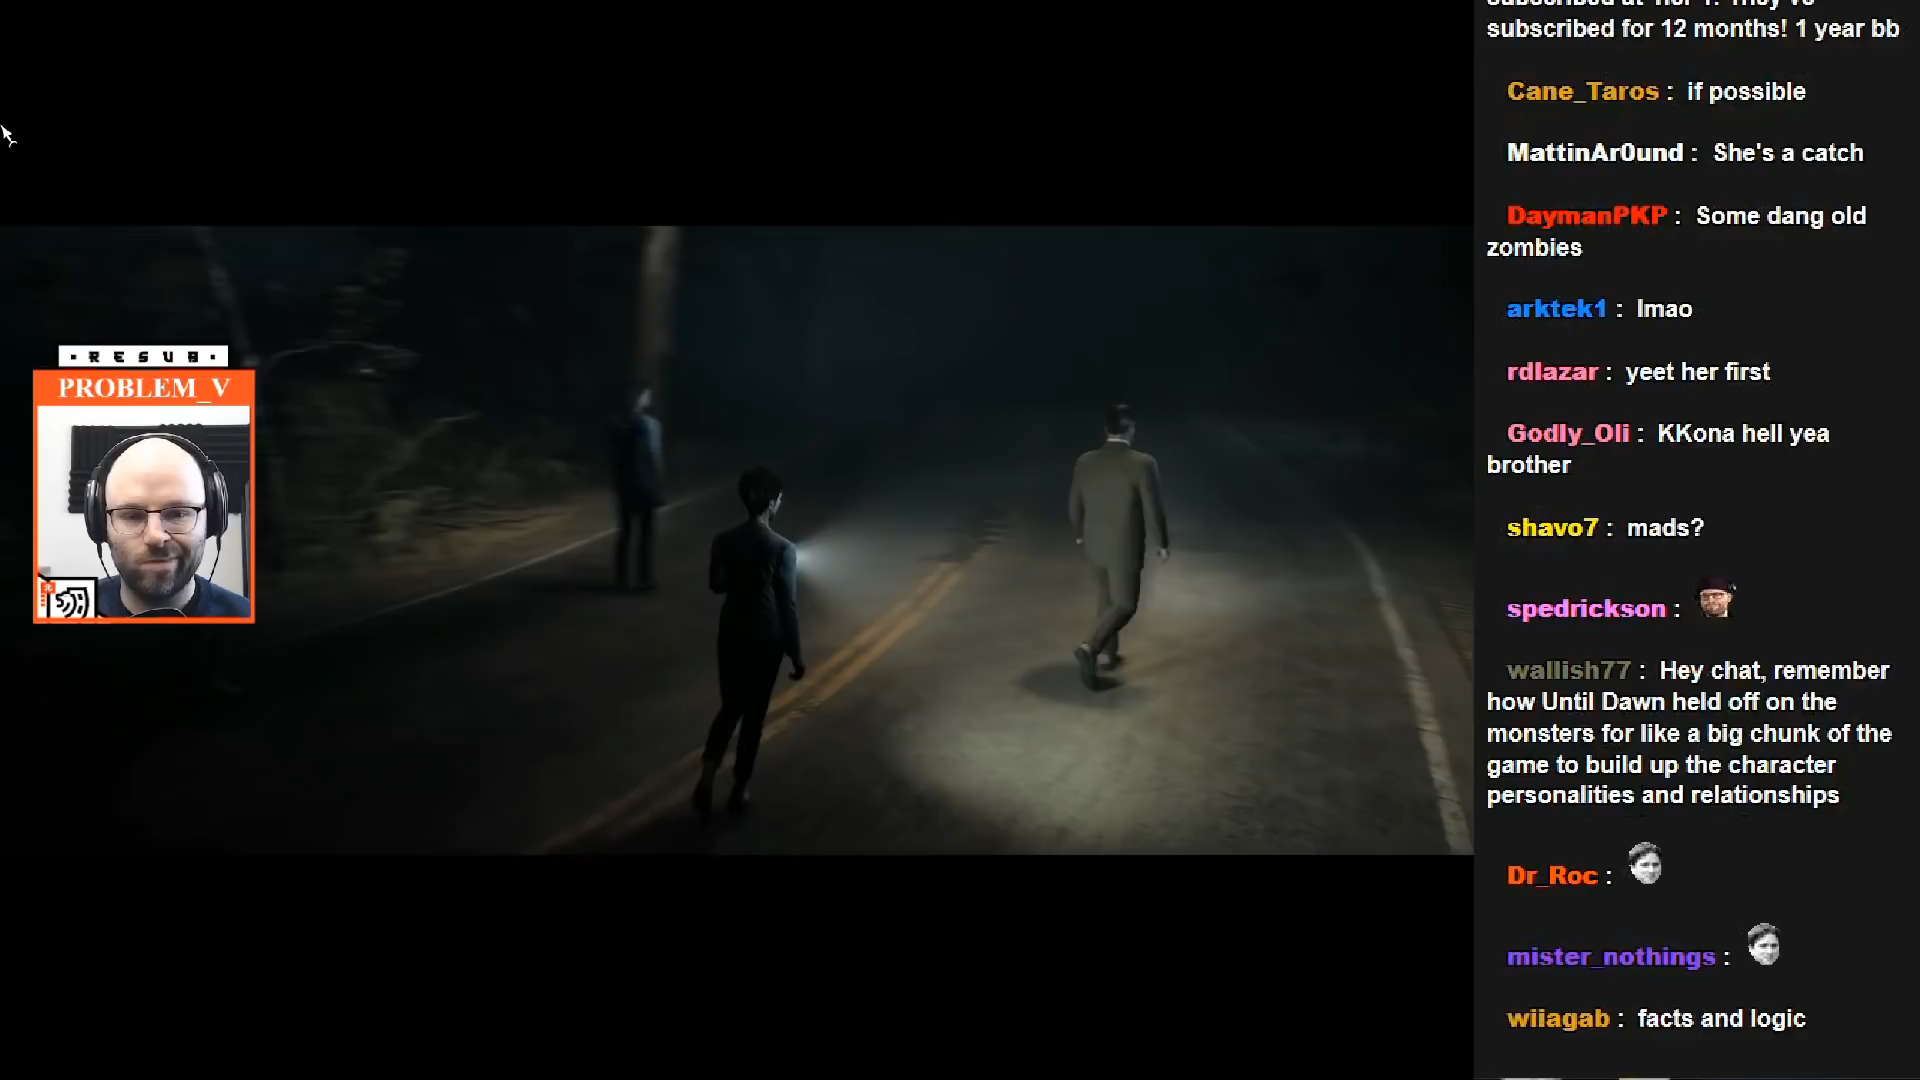 subscribed for 12 months! 1 year bb
Cane_Taros : if possible
MattinAr0und : She's a catch
DaymanPKP : Some dang old
zombies
arktek1 : lmao
rdlazar : yeet her first
Godly_Oli : KKona hell yea
brother
shavo7 : mads?
spedrickson :
wallish77 : Hey chat, remember
how Until Dawn held off on the
monsters for like a big chunk of the
game to build up the character
personalities and relationships
Dr_Roc :
mister_nothings :
wiiagab : facts and logic
· R E S U B ·
PROBLEM_V